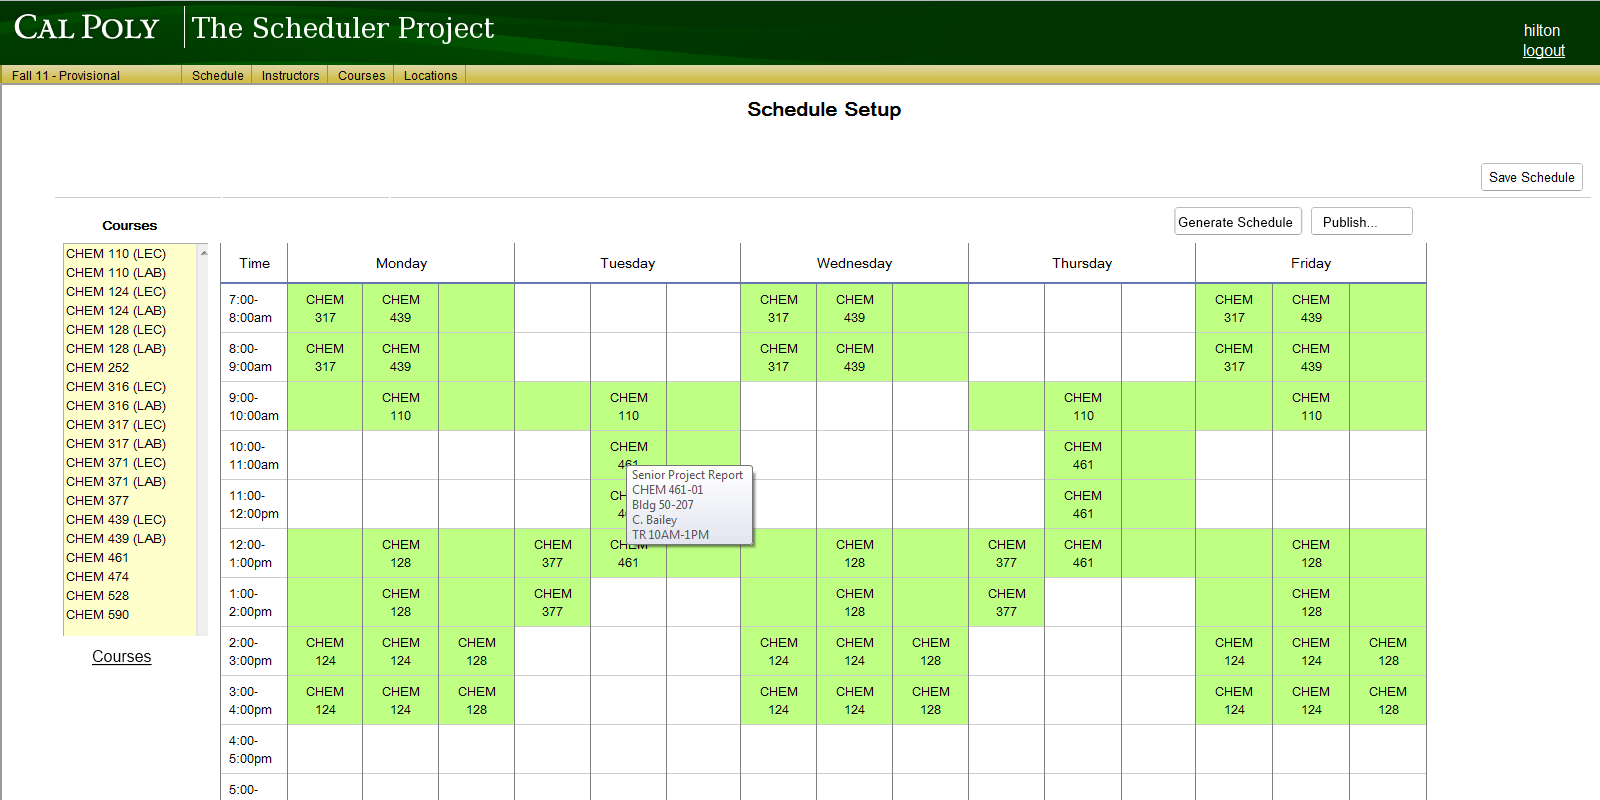 CAL POLY The Scheduler Project
hilton
logout
Fall 11 - Provisional Schedule Instructors Courses Locations
Schedule Setup
Save Schedule
Generate Schedule Publish...
Courses
CHEM 110 (LEC)
CHEM 110 (LAB)
CHEM 124 (LEC)
CHEM 124 (LAB)
CHEM 128 (LEC)
CHEM 128 (LAB)
CHEM 252
CHEM 316 (LEC)
CHEM 316 (LAB)
CHEM 317 (LEC)
CHEM 317 (LAB)
CHEM 371 (LEC)
CHEM 371 (LAB)
CHEM 377
CHEM 439 (LEC)
CHEM 439 (LAB)
CHEM 461
CHEM 474
CHEM 528
CHEM 590
Courses
Time Monday Tuesday Wednesday Thursday Friday
7:00- CHEM CHEM CHEM CHEM CHEM CHEM
8:00am 317 439 317 439 317 439
8:00- CHEM CHEM CHEM CHEM CHEM CHEM
9:00am 317 439 317 439 317 439
9:00- CHEM CHEM CHEM CHEM
10:00am 110 110 110 110
10:00- CHEM CHEM
11:00am 461 461
11:00- CHEM
12:00pm 461
Senior Project Report
CHEM 461-01
Bldg 50-207
C. Bailey
TR 10AM-1PM
12:00- CHEM CHEM CHEM CHEM CHEM CHEM CHEM
1:00pm 128 377 461 128 377 461 128
1:00- CHEM CHEM CHEM CHEM CHEM
2:00pm 128 377 128 377 128
2:00- CHEM CHEM CHEM CHEM CHEM CHEM CHEM CHEM CHEM
3:00pm 124 124 128 124 124 128 124 124 128
3:00- CHEM CHEM CHEM CHEM CHEM CHEM CHEM CHEM CHEM
4:00pm 124 124 128 124 124 128 124 124 128
4:00-
5:00pm
5:00-